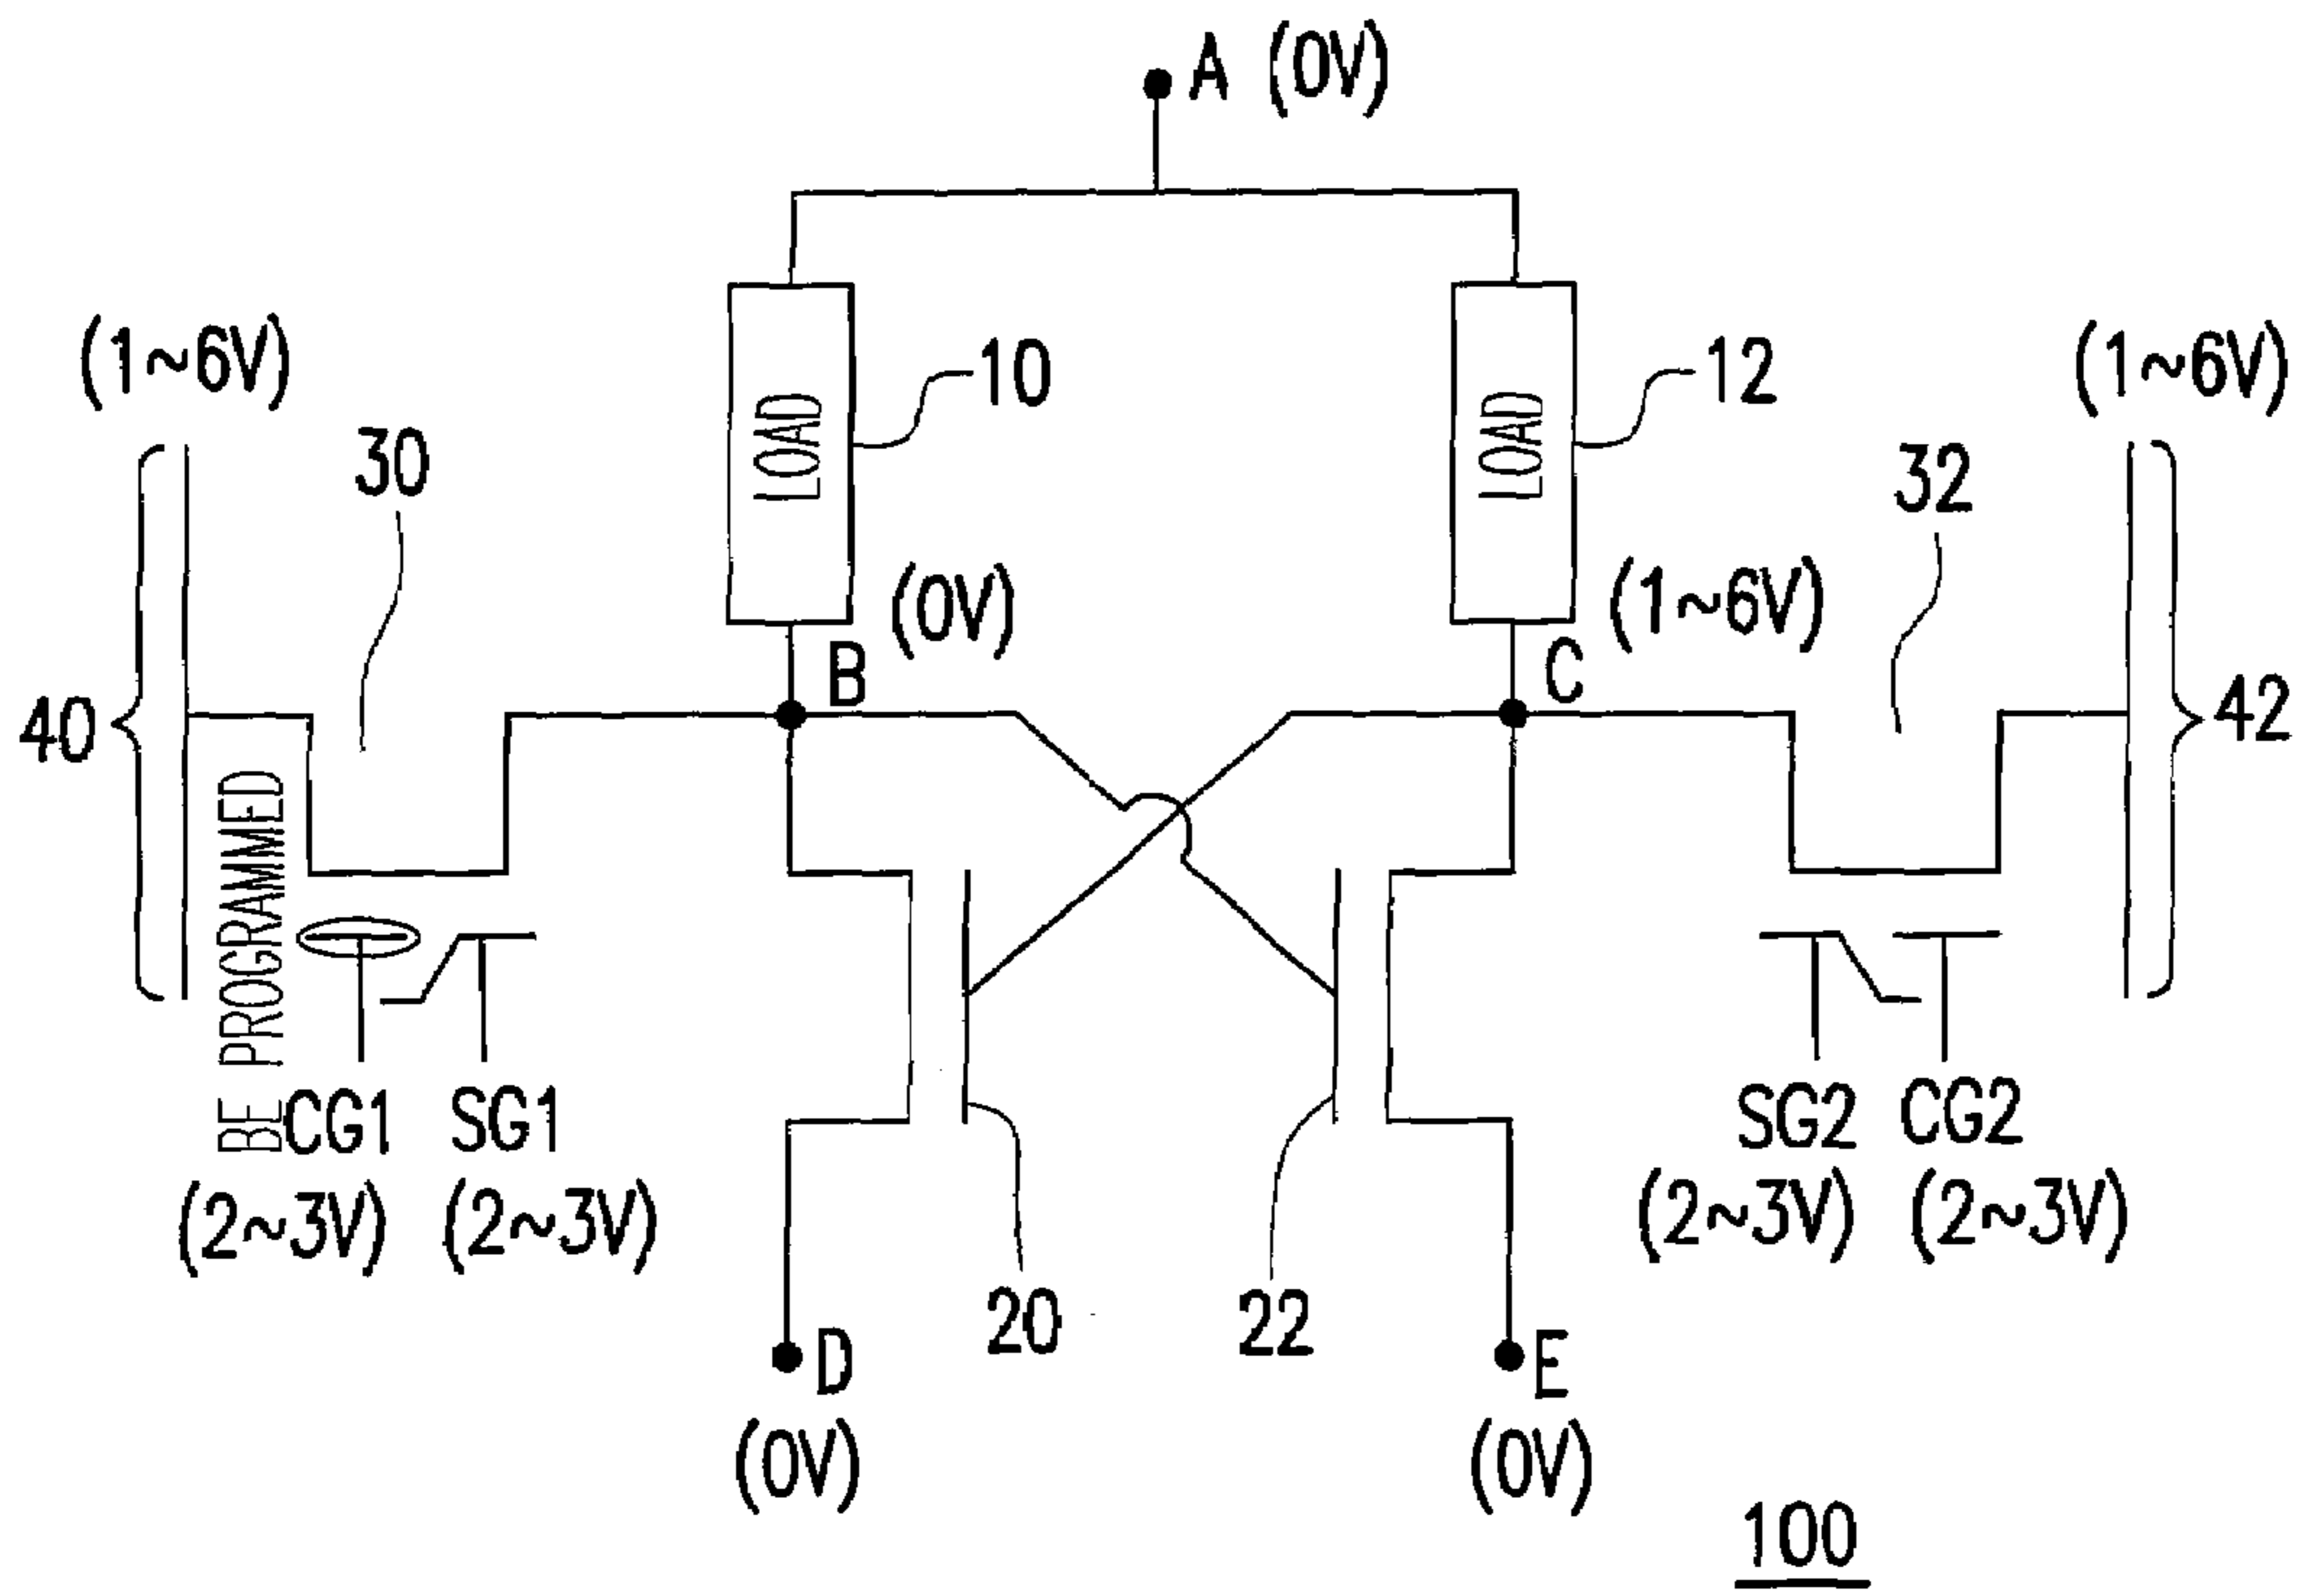 A (0V)
(1~6V)
10
12
(1~6V)
30
LOAD
LOAD
32
(0V)
(1~6V)
B
C
40
42
BE PROGRAMMED
CG1
SG1
SG2
CG2
(2~3V)
(2~3V)
(2~3V)
(2~3V)
20
22
D
E
(0V)
(0V)
100